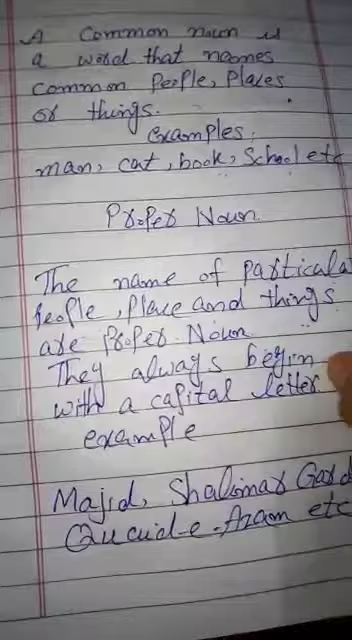 A Common noun is
a word that names
common People, Places
or things.
Examples.
man, cat, book, School etc
Proper Noun.
The name of particula
People, Place and things
are Proper Noun.
They always begin
with a capital letter
example
Majid, Shalimar Gard
Quaid-e-Azam etc